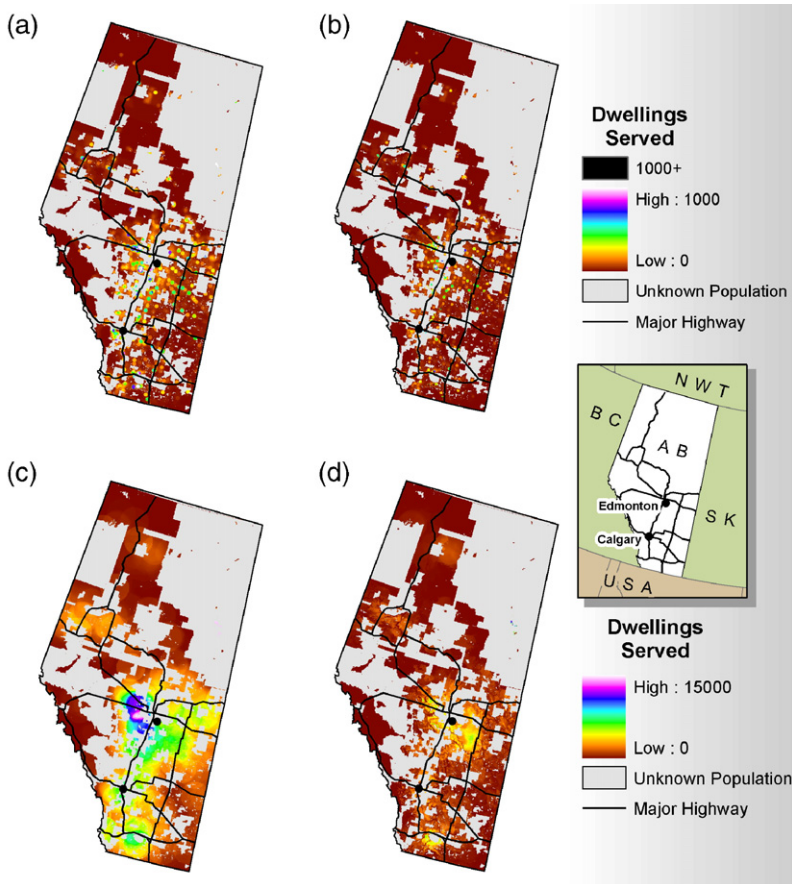 (a)
(b)
Dwellings
Served
1000+
High : 1000
Low : 0
Unknown Population
Major Highway
N W T
B C
A B
Edmonton
S K
Calgary
U S A
(c)
(d)
Dwellings
Served
High : 15000
Low : 0
Unknown Population
Major Highway